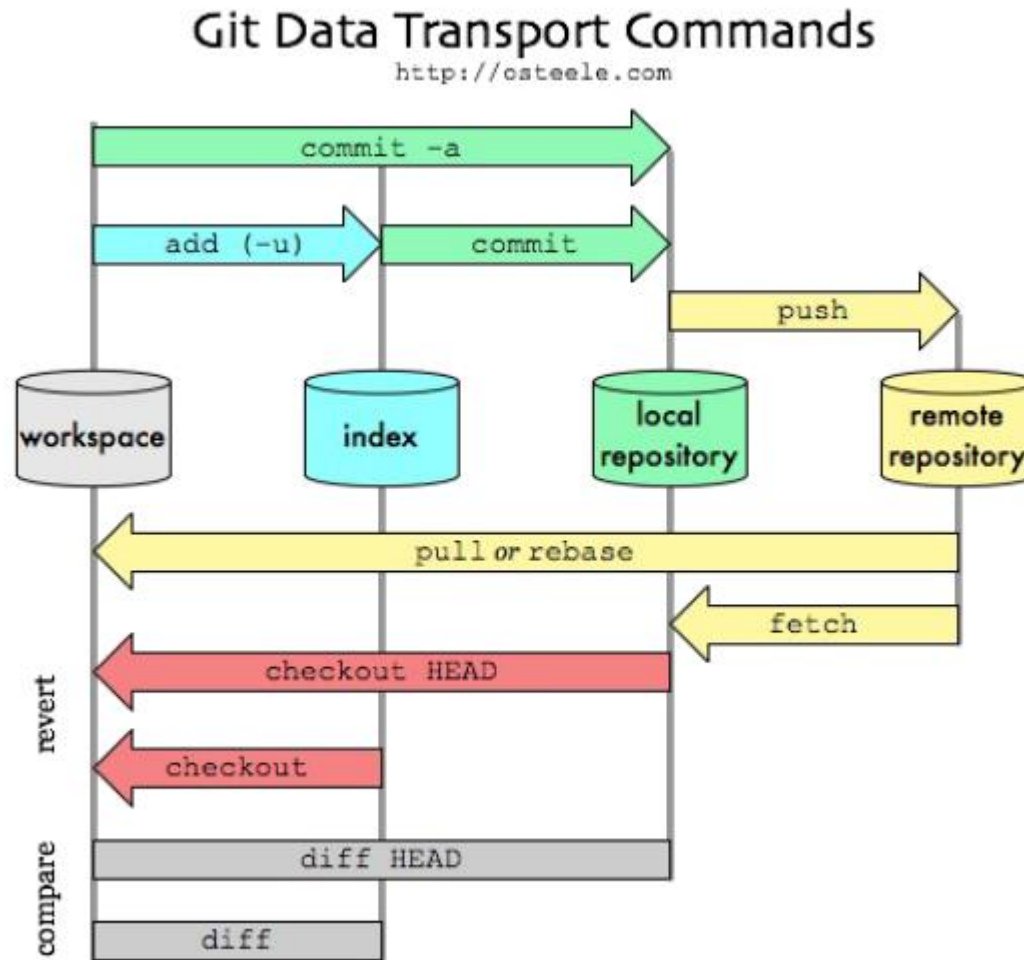 Git Data Transport Commands
http://osteele.com
commit -a
add (-u)
commit
push
workspace
index
local
repository
remote
repository
pull or rebase
fetch
revert
checkout HEAD
checkout
compare
diff HEAD
diff